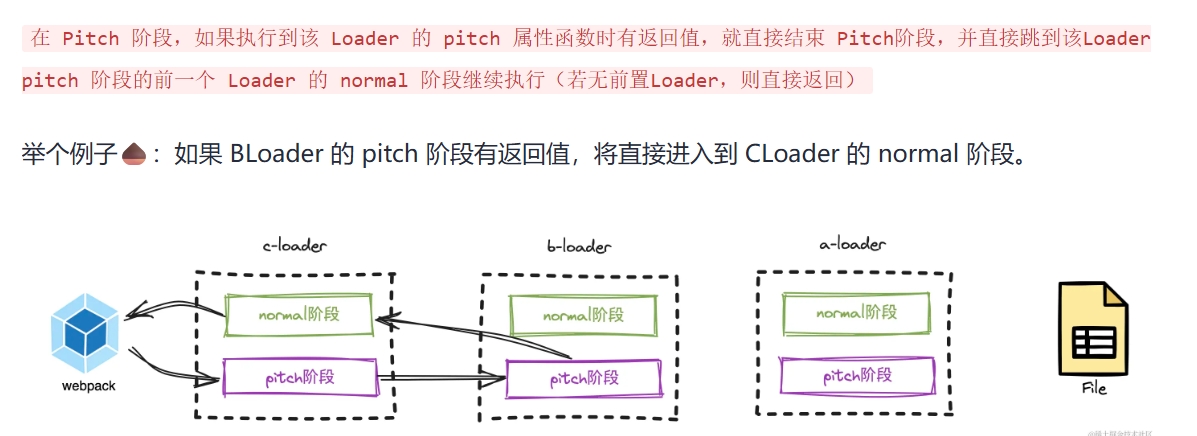 在 Pitch 阶段，如果执行到该 Loader 的 pitch 属性函数时有返回值，就直接结束 Pitch阶段，并直接跳到该Loader
pitch 阶段的前一个 Loader 的 normal 阶段继续执行（若无前置Loader，则直接返回）
举个例子🌰：如果 BLoader 的 pitch 阶段有返回值，将直接进入到 CLoader 的 normal 阶段。
c-loader
b-loader
a-loader
normal阶段
normal阶段
normal阶段
pitch阶段
pitch阶段
pitch阶段
webpack
File
@稀土掘金技术社区